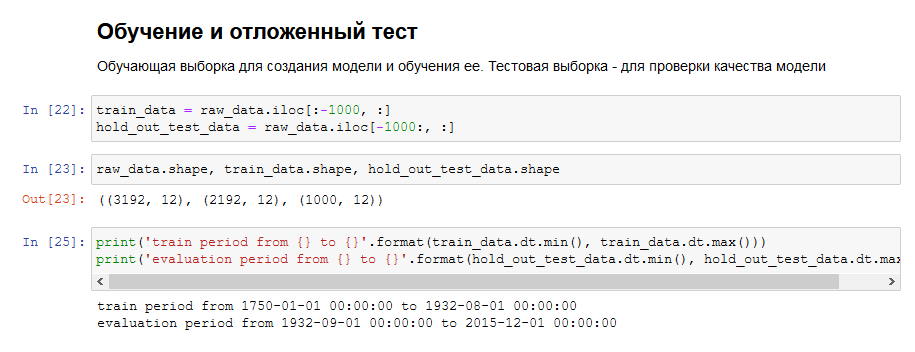 Обучение и отложенный тест
Обучающая выборка для создания модели и обучения ее. Тестовая выборка - для проверки качества модели
In [22]: train_data = raw_data.iloc[:-1000, :]
hold_out_test_data = raw_data.iloc[-1000:, :]
In [23]: raw_data.shape, train_data.shape, hold_out_test_data.shape
Out[23]: ((3192, 12), (2192, 12), (1000, 12))
In [25]: print('train period from {} to {}'.format(train_data.dt.min(), train_data.dt.max()))
print('evaluation period from {} to {}'.format(hold_out_test_data.dt.min(), hold_out_test_data.dt.max
train period from 1750-01-01 00:00:00 to 1932-08-01 00:00:00
evaluation period from 1932-09-01 00:00:00 to 2015-12-01 00:00:00